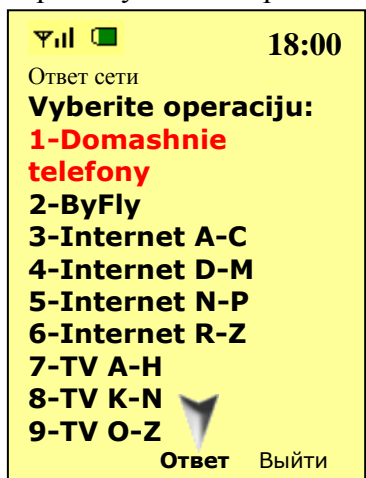 18:00
Ответ сети
Vyberite operaciju:
1-Domashnie
telefony
2-ByFly
3-Internet A-C
4-Internet D-M
5-Internet N-P
6-Internet R-Z
7-TV A-H
8-TV K-N
9-TV O-Z
Ответ Выйти